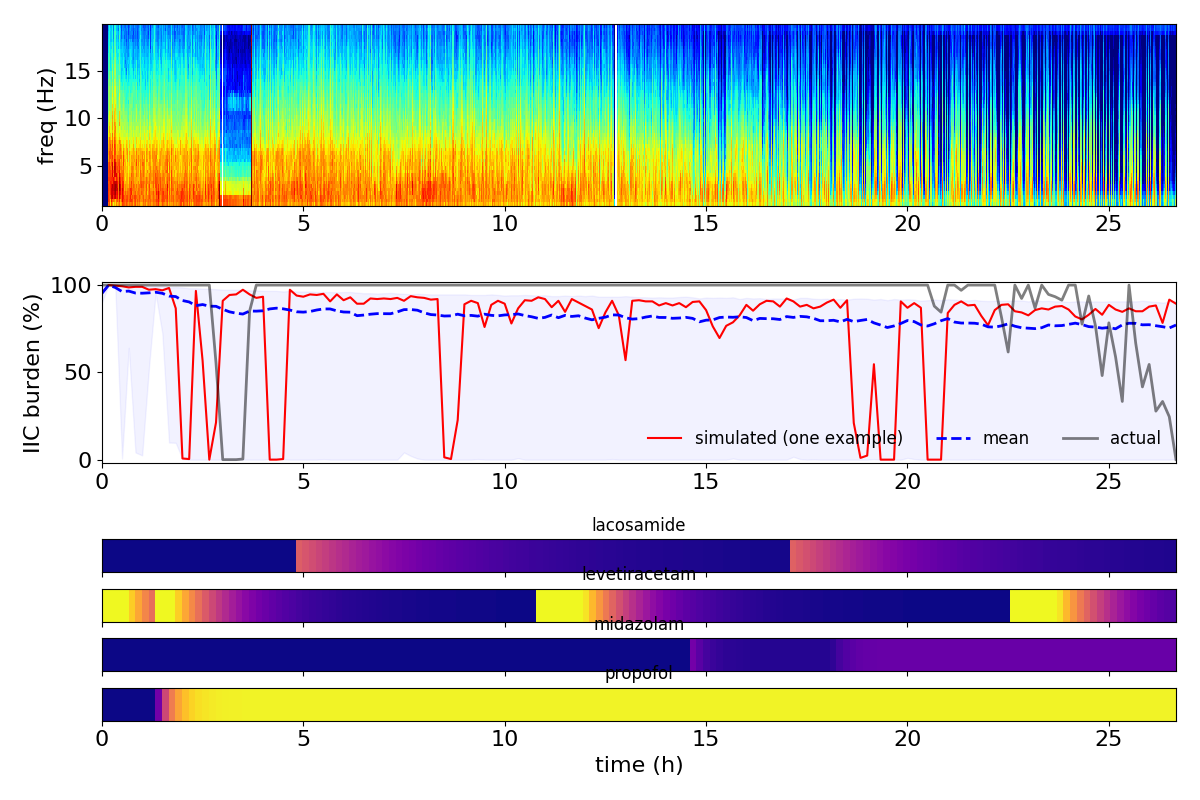 freq (Hz)
15
10
5
0 5 10 15 20 25
IIC burden (%)
100
50
0
simulated (one example) mean actual
0 5 10 15 20 25
lacosamide
levetiracetam
midazolam
propofol
0 5 10 15 20 25
time (h)